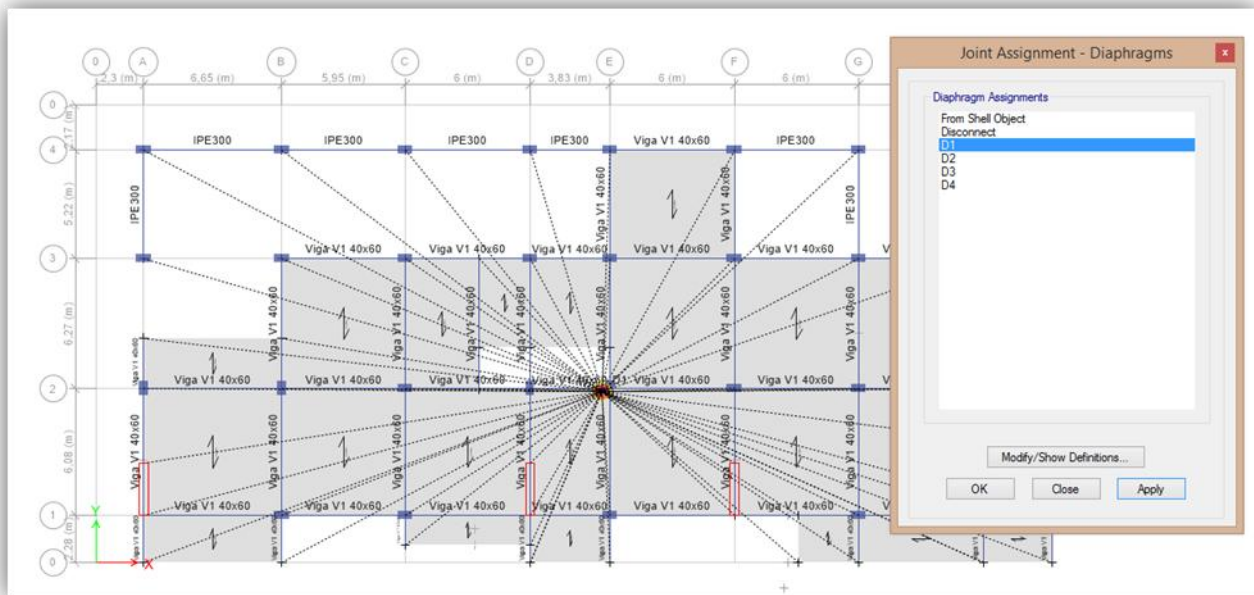 0 A B C D E F G
2,3 (m) 6,65 (m) 5,95 (m) 6 (m) 3,83 (m) 6 (m) 6 (m)
0
IPE300 IPE300 IPE300 IPE300 Viga V1 40x60 IPE300
4
IPE300 Viga V1 40x60 Viga V1 40x60 IPE300
5,22 (m)
Viga V1 40x60 Viga V1 40x60 Viga V1 40x60 Viga V1 40x60 Viga V1 40x60
3
6,27 (m)
Viga V1 40x60 Viga V1 40x60 Viga V1 40x60 Viga V1 40x60 Viga V1 40x60 Viga V1 40x60
Viga V1 40x60 Viga V1 40x60 Viga V1 40x60 Viga V1 40x60 Viga V1 40x60
2
6,08 (m)
Viga V1 40x60 Viga V1 40x60 Viga V1 40x60 Viga V1 40x60 Viga V1 40x60 Viga V1 40x60
Viga V1 40x60 Viga V1 40x60 Viga V1 40x60 Viga V1 40x60 Viga V1 40x60
1
2,28 (m)
Y
0
X
Joint Assignment - Diaphragms
x
Diaphragm Assignments
From Shell Object
Disconnect
D1
D2
D3
D4
Modify/Show Definitions...
OK Close Apply